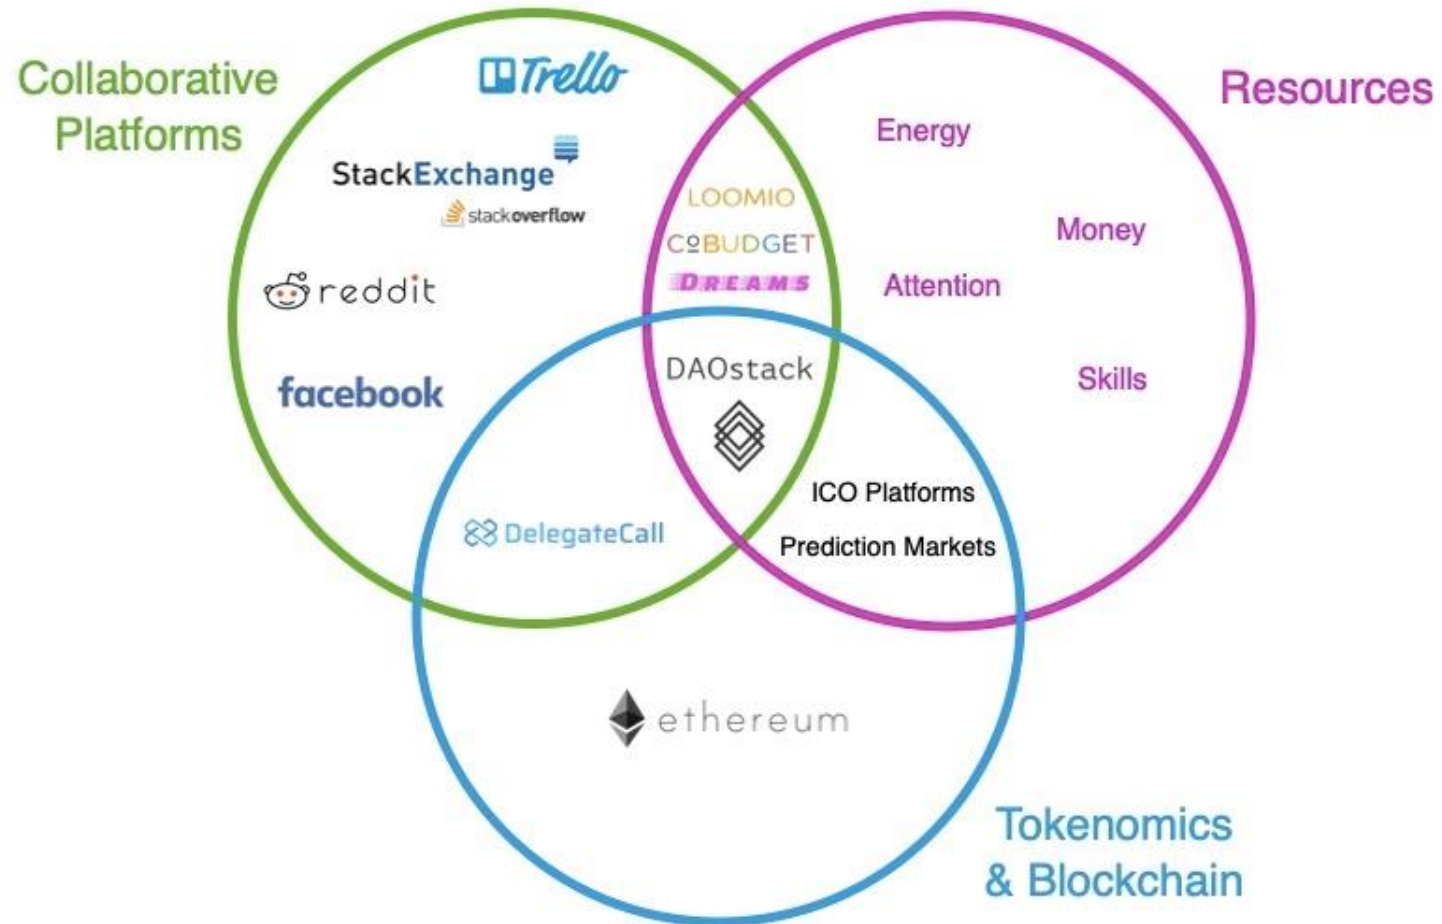 Collaborative
Platforms
Trello
StackExchange
stackoverflow
reddit
facebook
LOOMIO
COBUDGET
DREAMS
Resources
Energy
Money
Attention
Skills
DAOstack
ICO Platforms
Prediction Markets
DelegateCall
ethereum
Tokenomics
& Blockchain